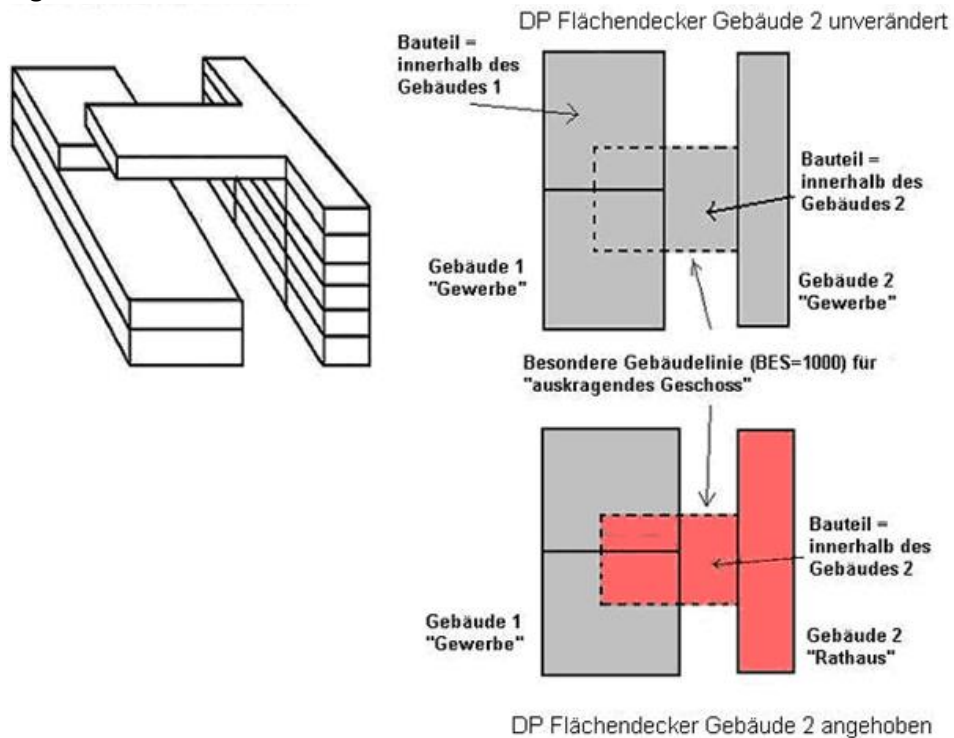 DP Flächendecker Gebäude 2 unverändert
Bauteil =
innerhalb des
Gebäudes 1
Bauteil =
innerhalb des
Gebäudes 2
Gebäude 1
"Gewerbe"
Gebäude 2
"Gewerbe"
Besondere Gebäudelinie (BES=1000) für
"auskragendes Geschoss"
Bauteil =
innerhalb des
Gebäudes 2
Gebäude 1
"Gewerbe"
Gebäude 2
"Rathaus"
DP Flächendecker Gebäude 2 angehoben